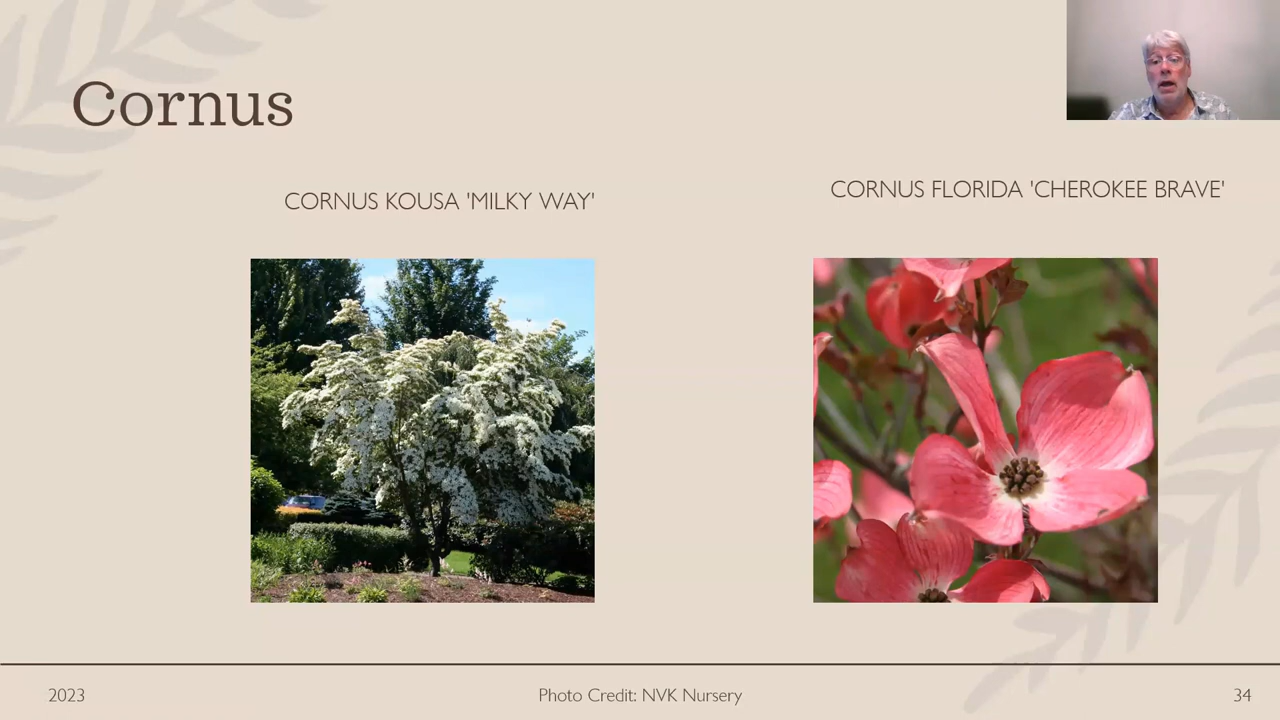 Cornus
CORNUS KOUSA 'MILKY WAY'
CORNUS FLORIDA 'CHEROKEE BRAVE'
2023
Photo Credit: NVK Nursery
34